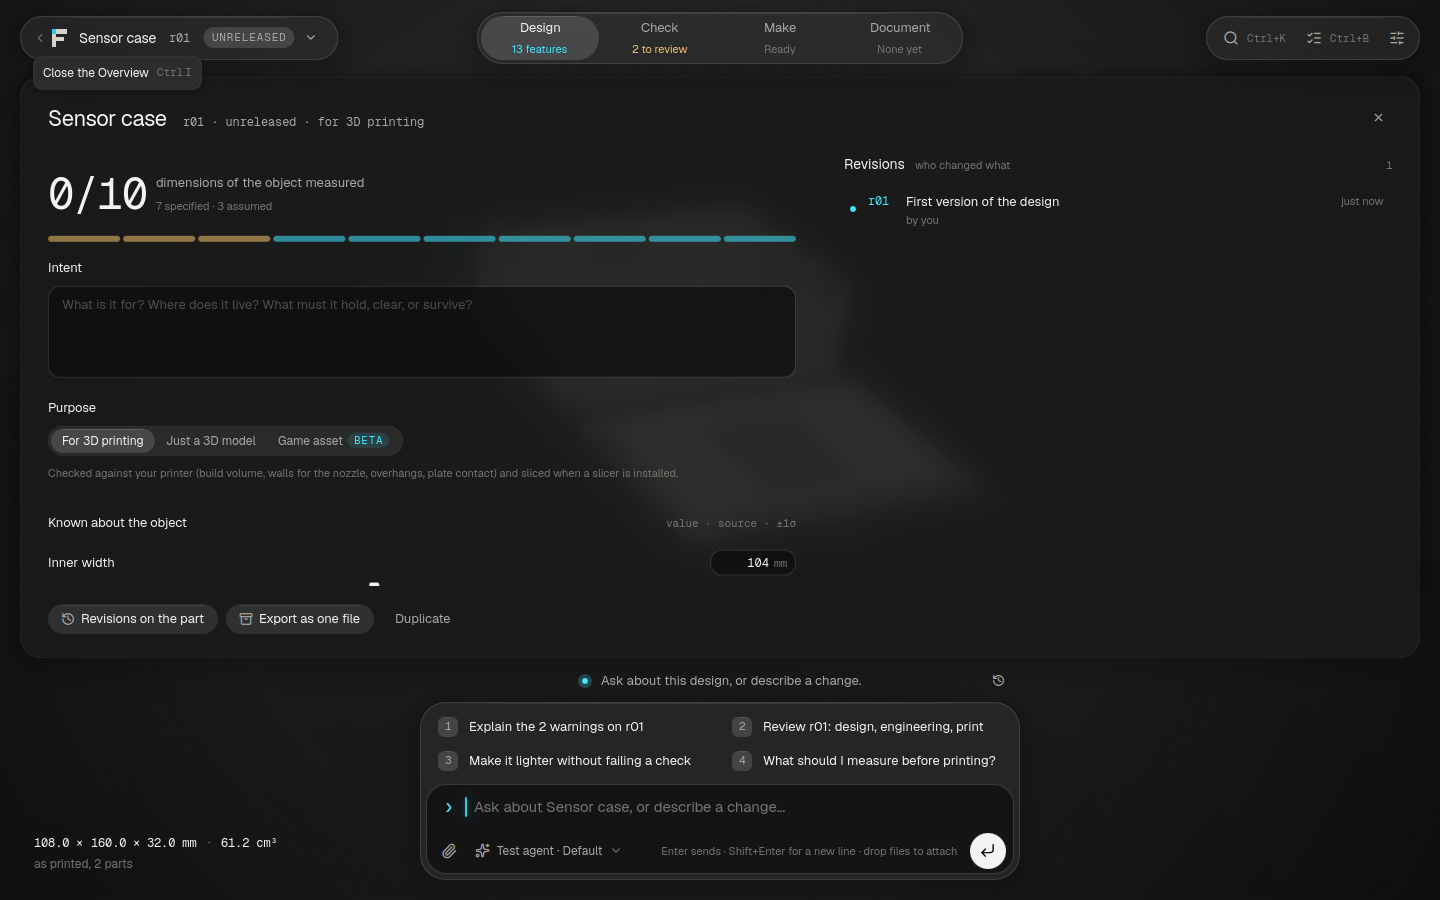 Sensor case r01 UNRELEASED
Design
13 features
Check
2 to review
Make
Ready
Document
None yet
Ctrl+K
Ctrl+B
Close the Overview Ctrl I
Sensor case r01 · unreleased · for 3D printing
0/10 dimensions of the object measured
7 specified · 3 assumed
Intent
What is it for? Where does it live? What must it hold, clear, or survive?
Purpose
For 3D printing Just a 3D model Game asset BETA
Checked against your printer (build volume, walls for the nozzle, overhangs, plate contact) and sliced when a slicer is installed.
Known about the object value · source · ±1σ
Inner width 104 mm
Revisions on the part Export as one file Duplicate
Revisions who changed what 1
r01 First version of the design just now
by you
Ask about this design, or describe a change.
1 Explain the 2 warnings on r01
2 Review r01: design, engineering, print
3 Make it lighter without failing a check
4 What should I measure before printing?
Ask about Sensor case, or describe a change...
Test agent · Default Enter sends · Shift+Enter for a new line · drop files to attach
108.0 × 160.0 × 32.0 mm · 61.2 cm³
as printed, 2 parts